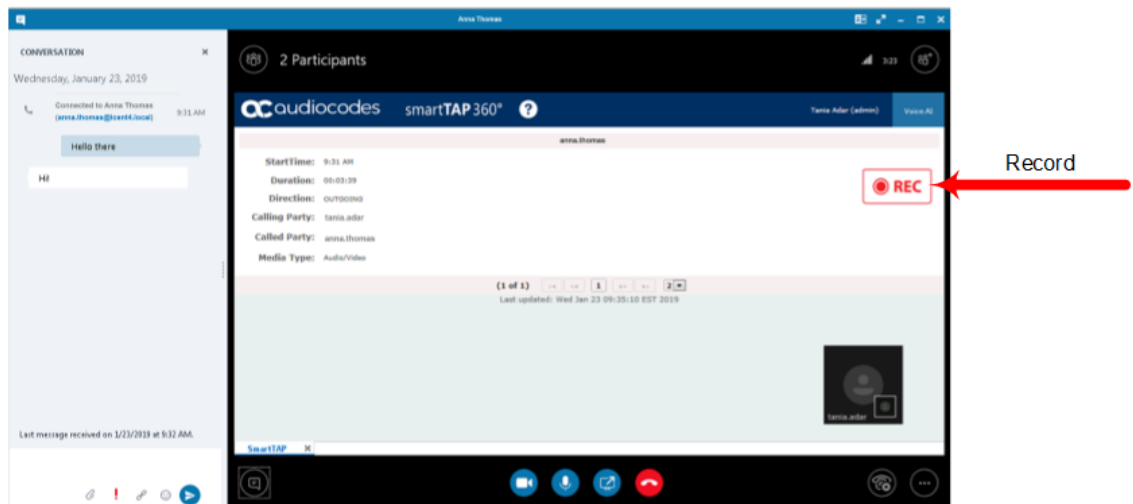 Anna Thomas
CONVERSATION
Wednesday, January 23, 2019
Connected to Anna Thomas
(anna.thomas@lcent4.local)
9:31 AM
Hello there
Hi!
Last message received on 1/23/2019 at 9:32 AM.
2 Participants
3:23
audiocodes smartTAP 360° ?
Tania Adar (admin)
Voice AI
anna.thomas
StartTime: 9:31 AM
Duration: 00:03:39
Direction: OUTGOING
Calling Party: tania.adar
Called Party: anna.thomas
Media Type: Audio/Video
REC
Record
(1 of 1) 1 2
Last updated: Wed Jan 23 09:35:10 EST 2019
tania.adar
SmartTAP